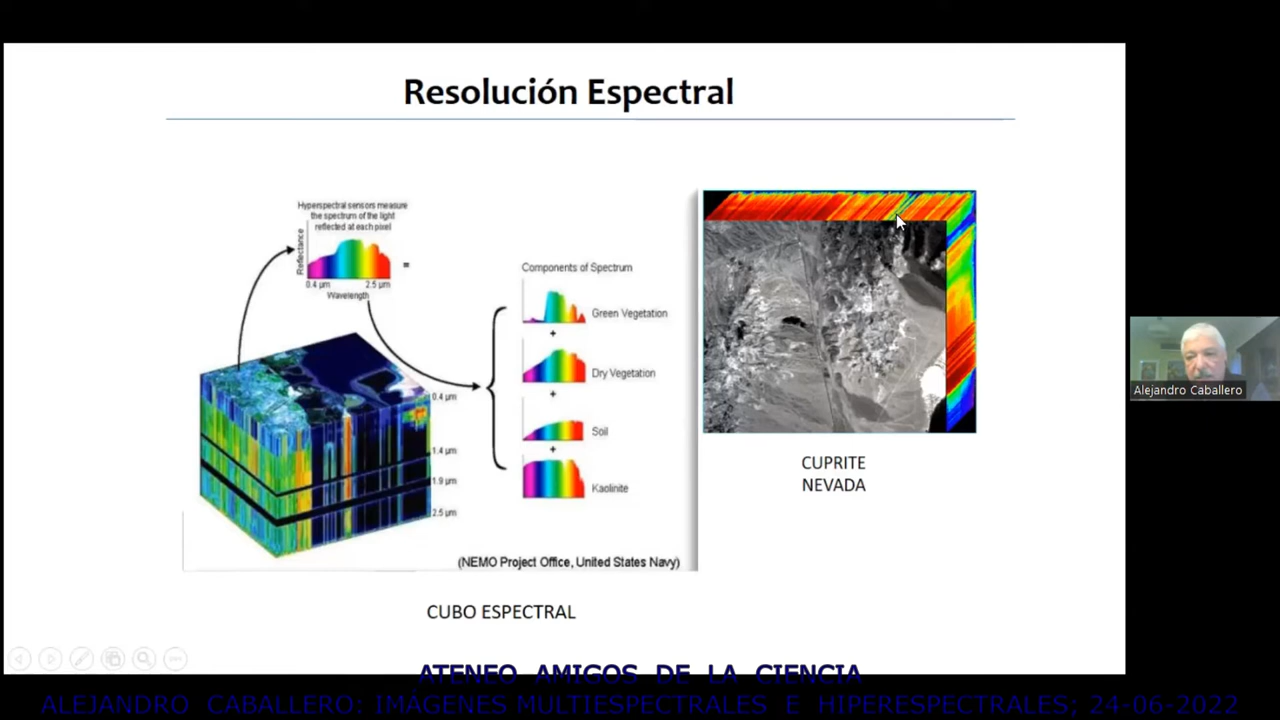 Resolución Espectral
Hyperspectral sensors measure
the spectrum of the light
reflected at each pixel
Reflectance
=
0.4 µm 2.5 µm
Wavelength
Components of Spectrum
Green Vegetation
+
Dry Vegetation
+
Soil
+
Kaolinite
0.4 µm
1.4 µm
1.9 µm
2.5 µm
(NEMO Project Office, United States Navy)
CUBO ESPECTRAL
CUPRITE
NEVADA
Alejandro Caballero
ATENEO AMIGOS DE LA CIENCIA
ALEJANDRO CABALLERO: IMÁGENES MULTIESPECTRALES E HIPERESPECTRALES; 24-06-2022